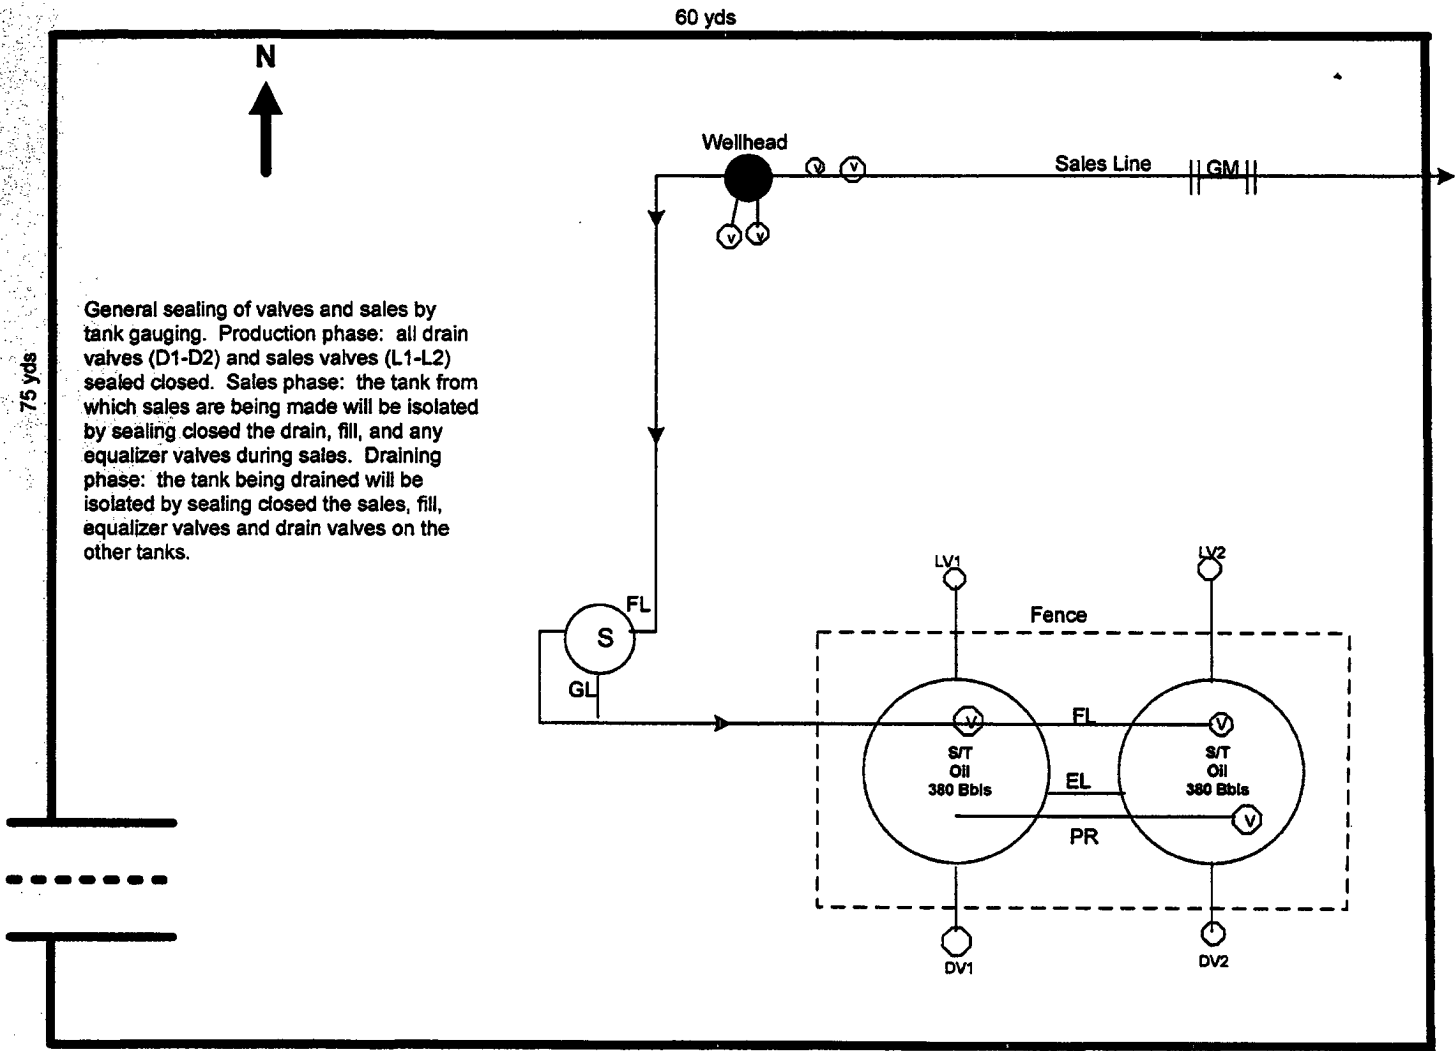 60 yds
N
Wellhead
v
v
Sales Line
GM
v
v
General sealing of valves and sales by
tank gauging. Production phase: all drain
valves (D1-D2) and sales valves (L1-L2)
sealed closed. Sales phase: the tank from
which sales are being made will be isolated
by sealing closed the drain, fill, and any
equalizer valves during sales. Draining
phase: the tank being drained will be
isolated by sealing closed the sales, fill,
equalizer valves and drain valves on the
other tanks.
75 yds
LV1
LV2
FL
S
Fence
GL
V
FL
V
S/T
Oil
380 Bbls
S/T
Oil
380 Bbls
EL
V
PR
DV1
DV2